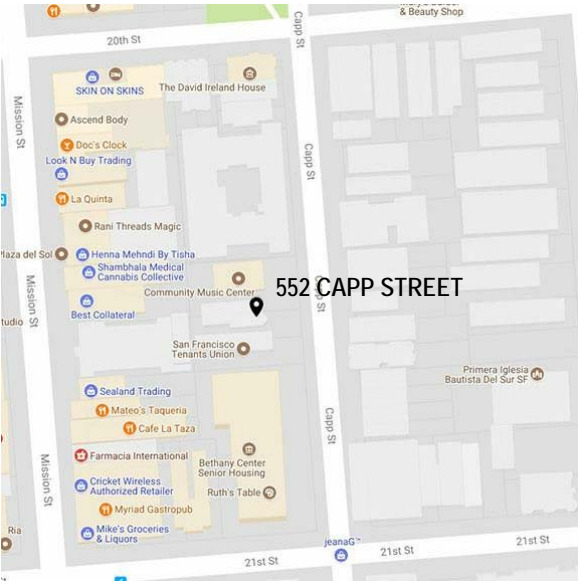 & Beauty Shop
20th St
Capp St
SKIN ON SKINS
The David Ireland House
Mission St
Ascend Body
Doc's Clock
Look N Buy Trading
Capp St
La Quinta
Rani Threads Magic
Plaza del Sol
Henna Mehndi By Tisha
Shambhala Medical
Cannabis Collective
Community Music Center
552 CAPP STREET
Mission St
Best Collateral
San Francisco
Tenants Union
Primera Iglesia
Bautista Del Sur SF
Sealand Trading
Mateo's Taqueria
Cafe La Taza
Capp St
Farmacia International
Bethany Center
Senior Housing
Mission St
Cricket Wireless
Authorized Retailer
Ruth's Table
Myriad Gastropub
Ria
Mike's Groceries
& Liquors
21st St
21st St
21st St